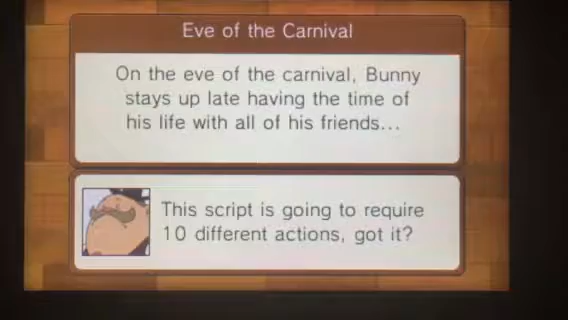 Eve of the Carnival
On the eve of the carnival, Bunny
stays up late having the time of
his life with all of his friends...
This script is going to require
10 different actions, got it?